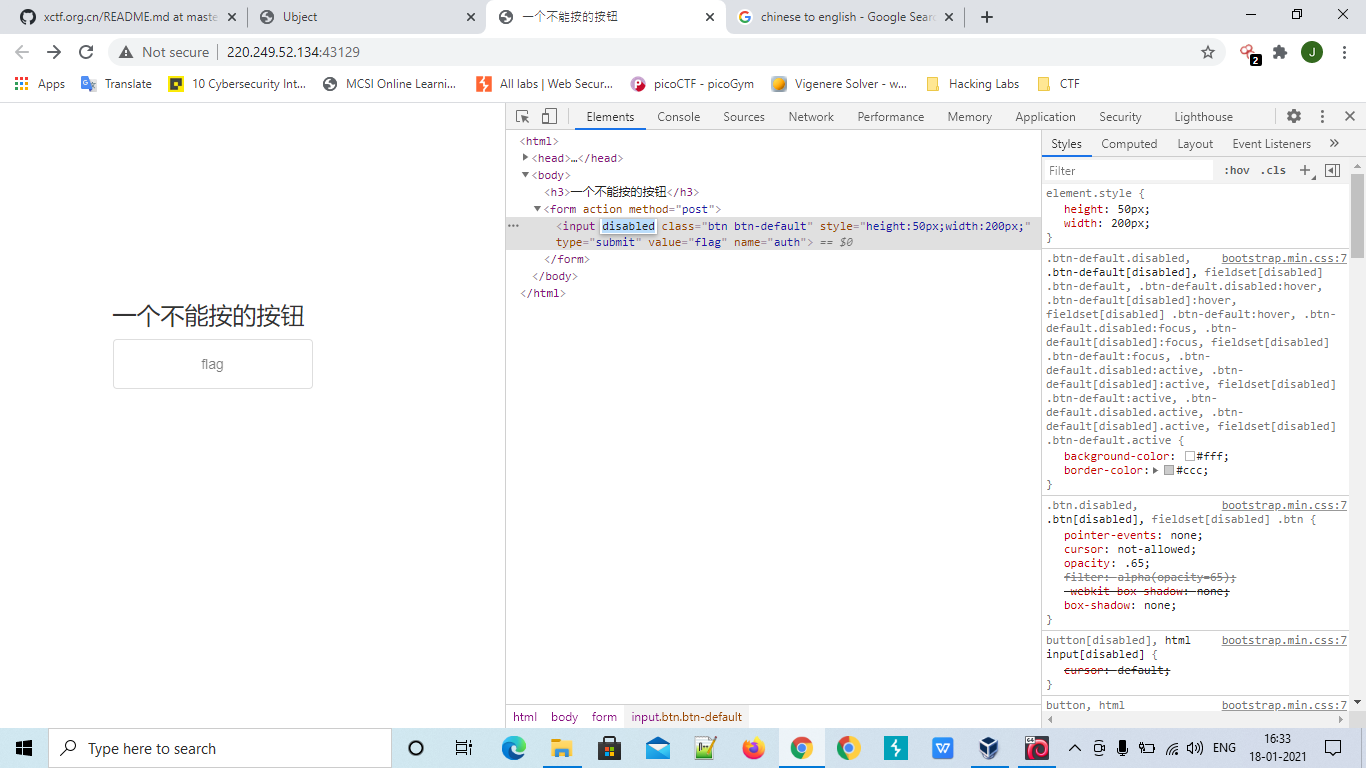 xctf.org.cn/README.md at maste
Ubject
一个不能按的按钮
chinese to english - Google Sear
Not secure
220.249.52.134:43129
2
J
Apps
Translate
10 Cybersecurity Int...
MCSI Online Learni...
All labs | Web Secur...
picoCTF - picoGym
Vigenere Solver - w...
Hacking Labs
CTF
一个不能按的按钮
flag
Elements Console Sources Network Performance Memory Application Security Lighthouse
<html>
<head>…</head>
<body>
<h3>一个不能按的按钮</h3>
<form action method="post">
<input disabled class="btn btn-default" style="height:50px;width:200px;"
type="submit" value="flag" name="auth"> == $0
</form>
</body>
</html>
html body form input.btn.btn-default
Styles Computed Layout Event Listeners »
Filter :hov .cls +
element.style {
height: 50px;
width: 200px;
}
.btn-default.disabled, bootstrap.min.css:7
.btn-default[disabled], fieldset[disabled]
.btn-default, .btn-default.disabled:hover,
.btn-default[disabled]:hover,
fieldset[disabled] .btn-default:hover, .btn-
default.disabled:focus, .btn-
default[disabled]:focus, fieldset[disabled]
.btn-default:focus, .btn-
default.disabled:active, .btn-
default[disabled]:active, fieldset[disabled]
.btn-default:active, .btn-
default.disabled.active, .btn-
default[disabled].active, fieldset[disabled]
.btn-default.active {
background-color: #fff;
border-color: #ccc;
}
.btn.disabled, bootstrap.min.css:7
.btn[disabled], fieldset[disabled] .btn {
pointer-events: none;
cursor: not-allowed;
opacity: .65;
filter: alpha(opacity=65);
-webkit-box-shadow: none;
box-shadow: none;
}
button[disabled], html bootstrap.min.css:7
input[disabled] {
cursor: default;
}
button, html bootstrap.min.css:7
Type here to search
ENG
16:33
18-01-2021